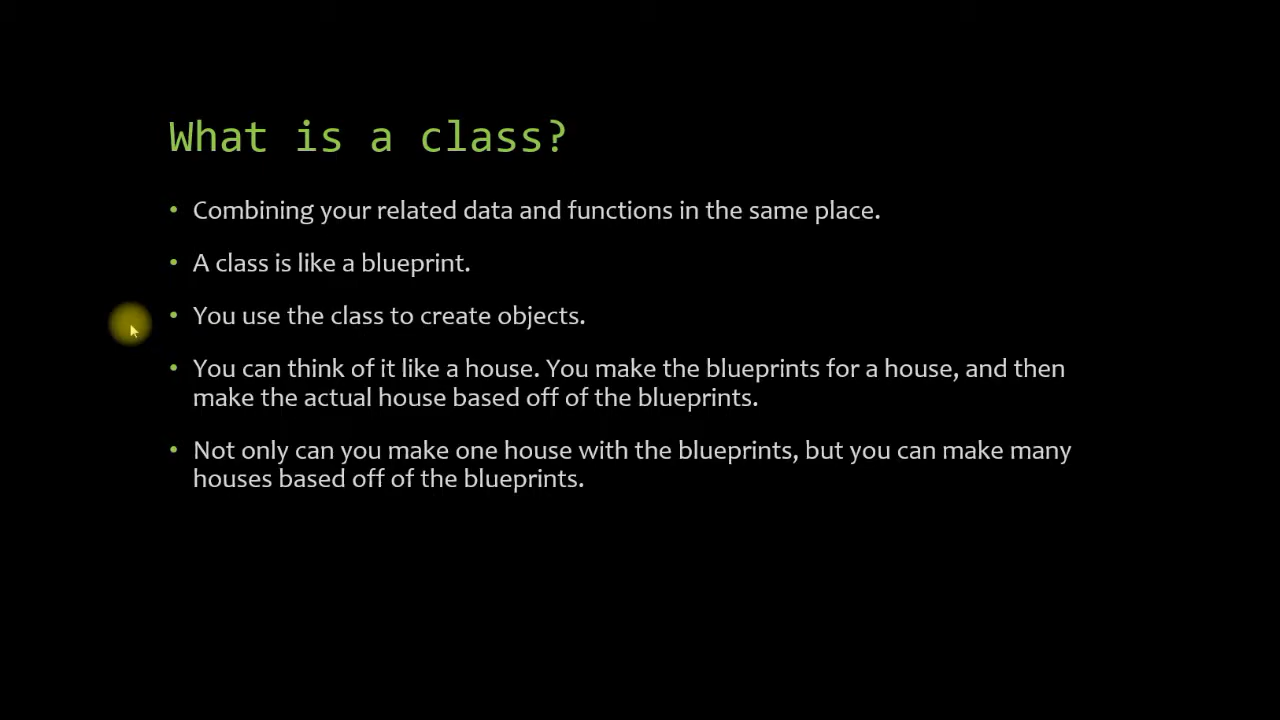 What is a class?
• Combining your related data and functions in the same place.
• A class is like a blueprint.
• You use the class to create objects.
• You can think of it like a house. You make the blueprints for a house, and then
make the actual house based off of the blueprints.
• Not only can you make one house with the blueprints, but you can make many
houses based off of the blueprints.